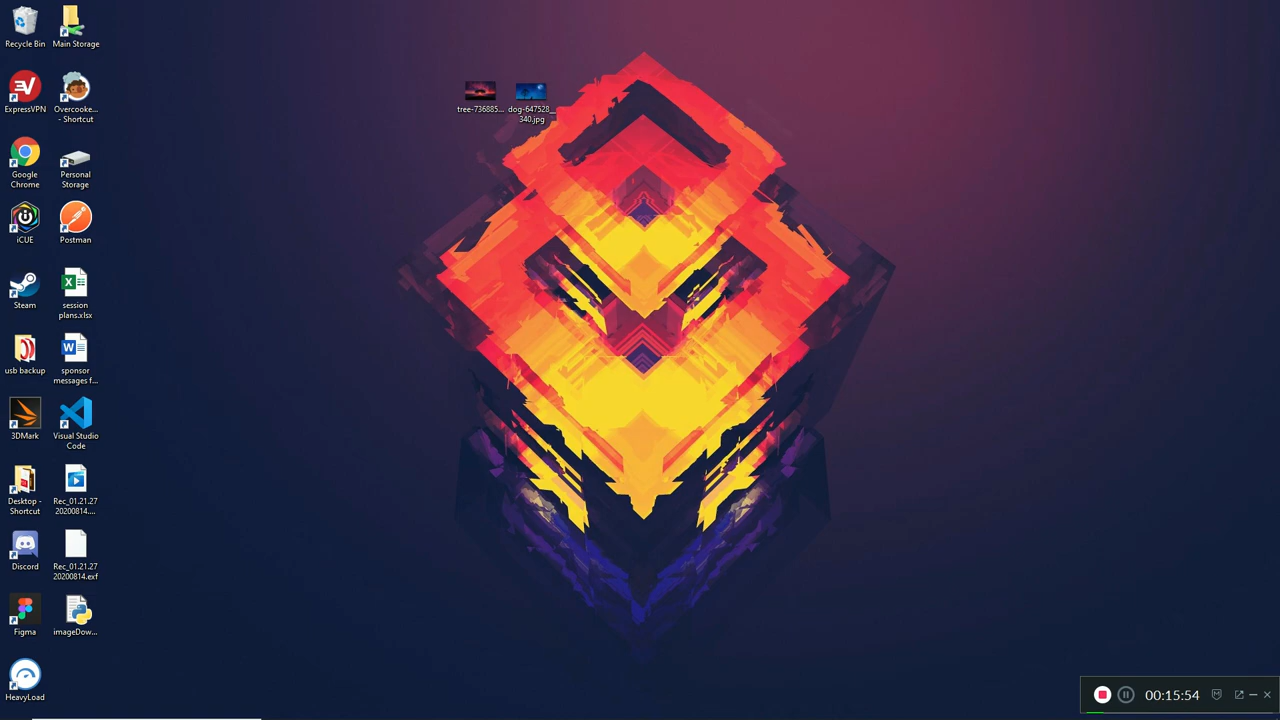 Recycle Bin
Main Storage
ExpressVPN
Overcooke...
- Shortcut
Google
Chrome
Personal
Storage
iCUE
Postman
Steam
session
plans.xlsx
usb backup
sponsor
messages f...
3DMark
Visual Studio
Code
Desktop -
Shortcut
Rec_01.21.27
20200814....
Discord
Rec_01.21.27
20200814.exf
Figma
imageDow...
HeavyLoad
tree-736885...
dog-647528__
340.jpg
00:15:54